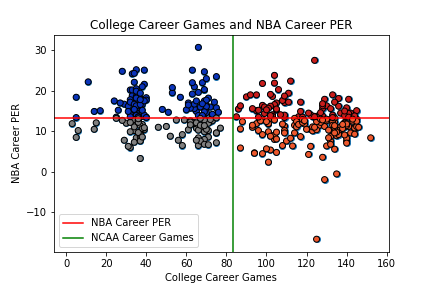 College Career Games and NBA Career PER
30
20
10
0
−10
NBA Career PER
NBA Career PER
NCAA Career Games
0 20 40 60 80 100 120 140 160
College Career Games